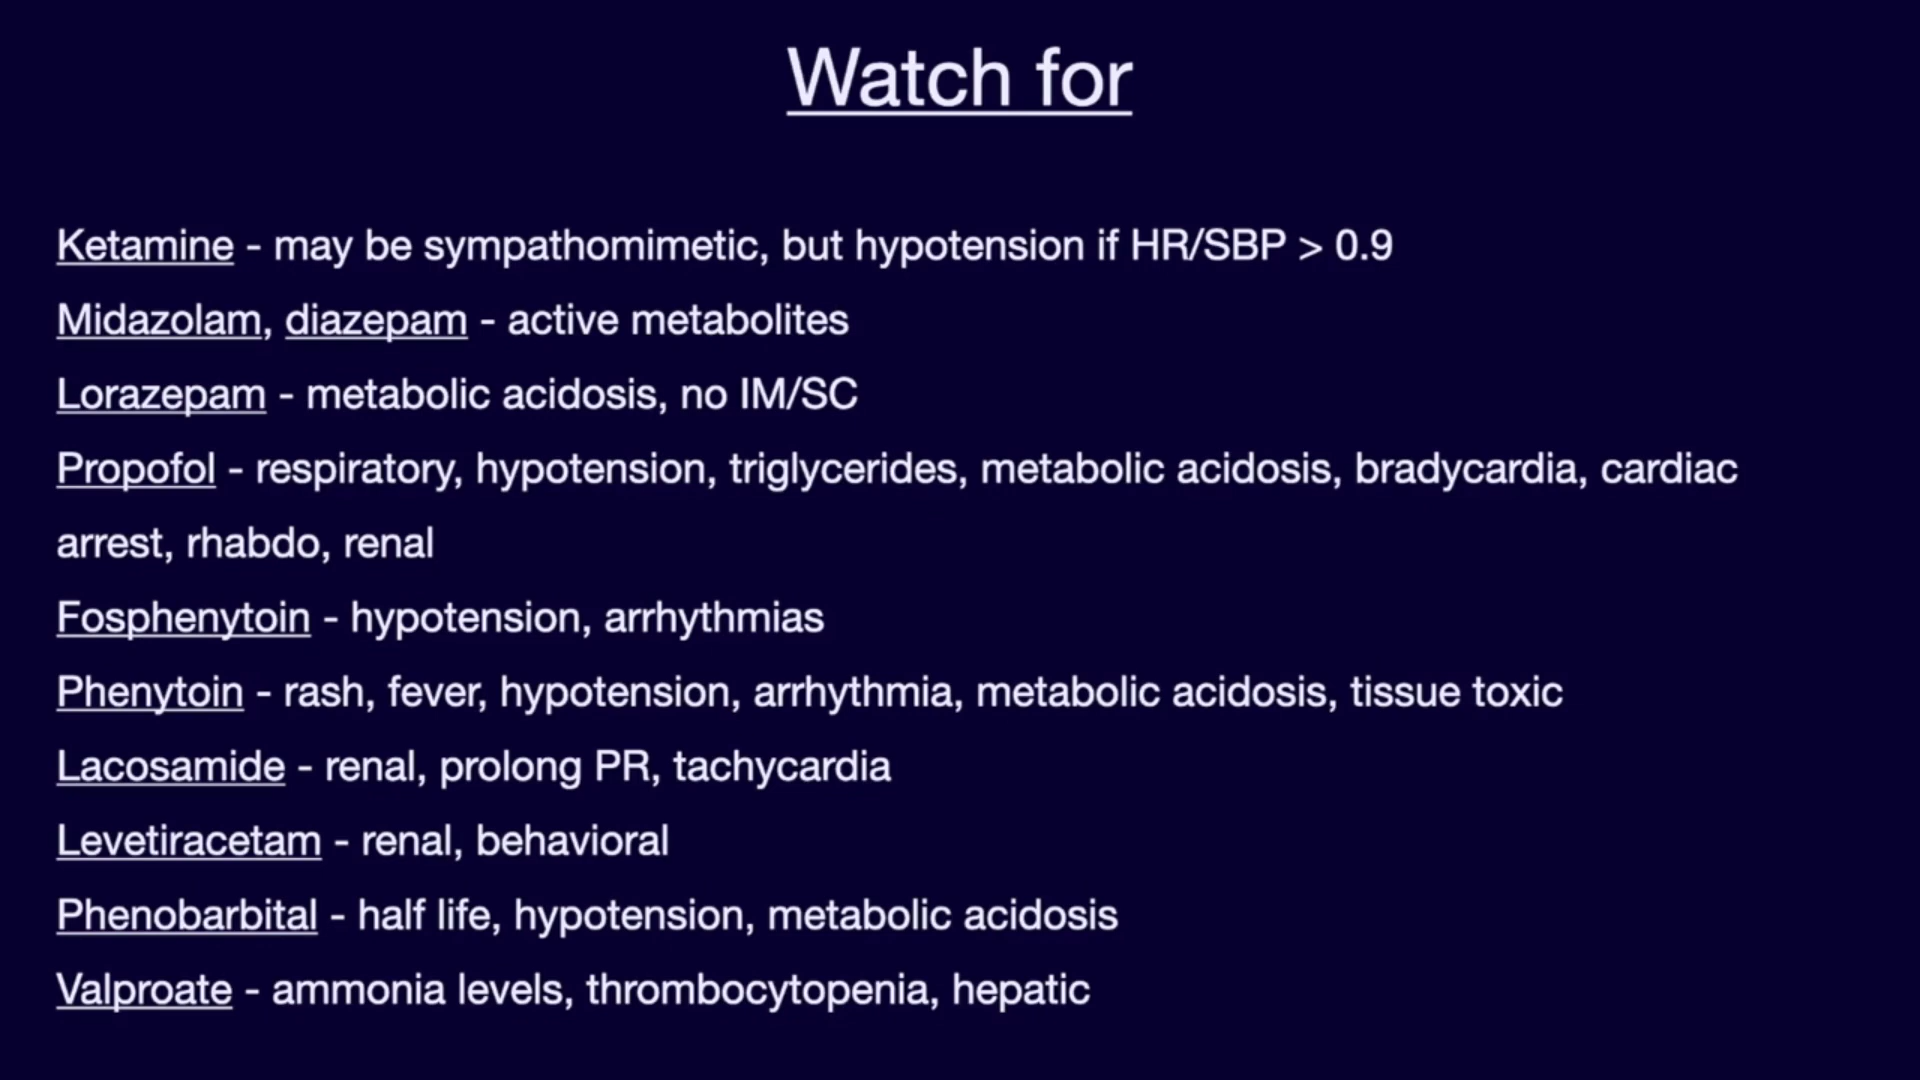 Watch for
Ketamine - may be sympathomimetic, but hypotension if HR/SBP > 0.9
Midazolam, diazepam - active metabolites
Lorazepam - metabolic acidosis, no IM/SC
Propofol - respiratory, hypotension, triglycerides, metabolic acidosis, bradycardia, cardiac
arrest, rhabdo, renal
Fosphenytoin - hypotension, arrhythmias
Phenytoin - rash, fever, hypotension, arrhythmia, metabolic acidosis, tissue toxic
Lacosamide - renal, prolong PR, tachycardia
Levetiracetam - renal, behavioral
Phenobarbital - half life, hypotension, metabolic acidosis
Valproate - ammonia levels, thrombocytopenia, hepatic